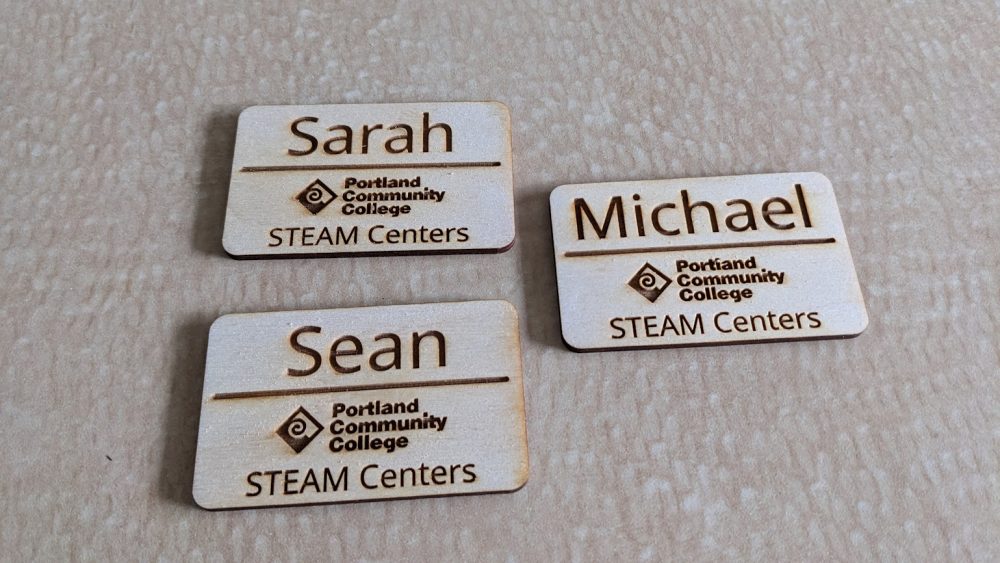 Sarah
Portland
Community
College
STEAM Centers
Michael
Portland
Community
College
STEAM Centers
Sean
Portland
Community
College
STEAM Centers